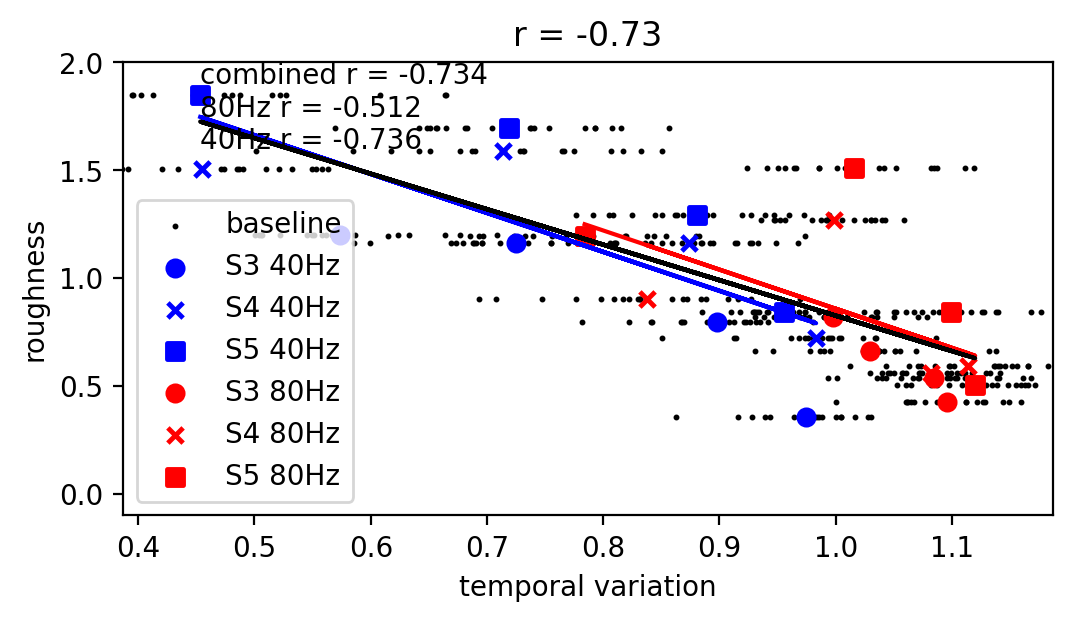 r = -0.73
combined r = -0.734
80Hz r = -0.512
40Hz r = -0.736
baseline
S3 40Hz
S4 40Hz
S5 40Hz
S3 80Hz
S4 80Hz
S5 80Hz
roughness
2.0
1.5
1.0
0.5
0.0
0.4 0.5 0.6 0.7 0.8 0.9 1.0 1.1
temporal variation